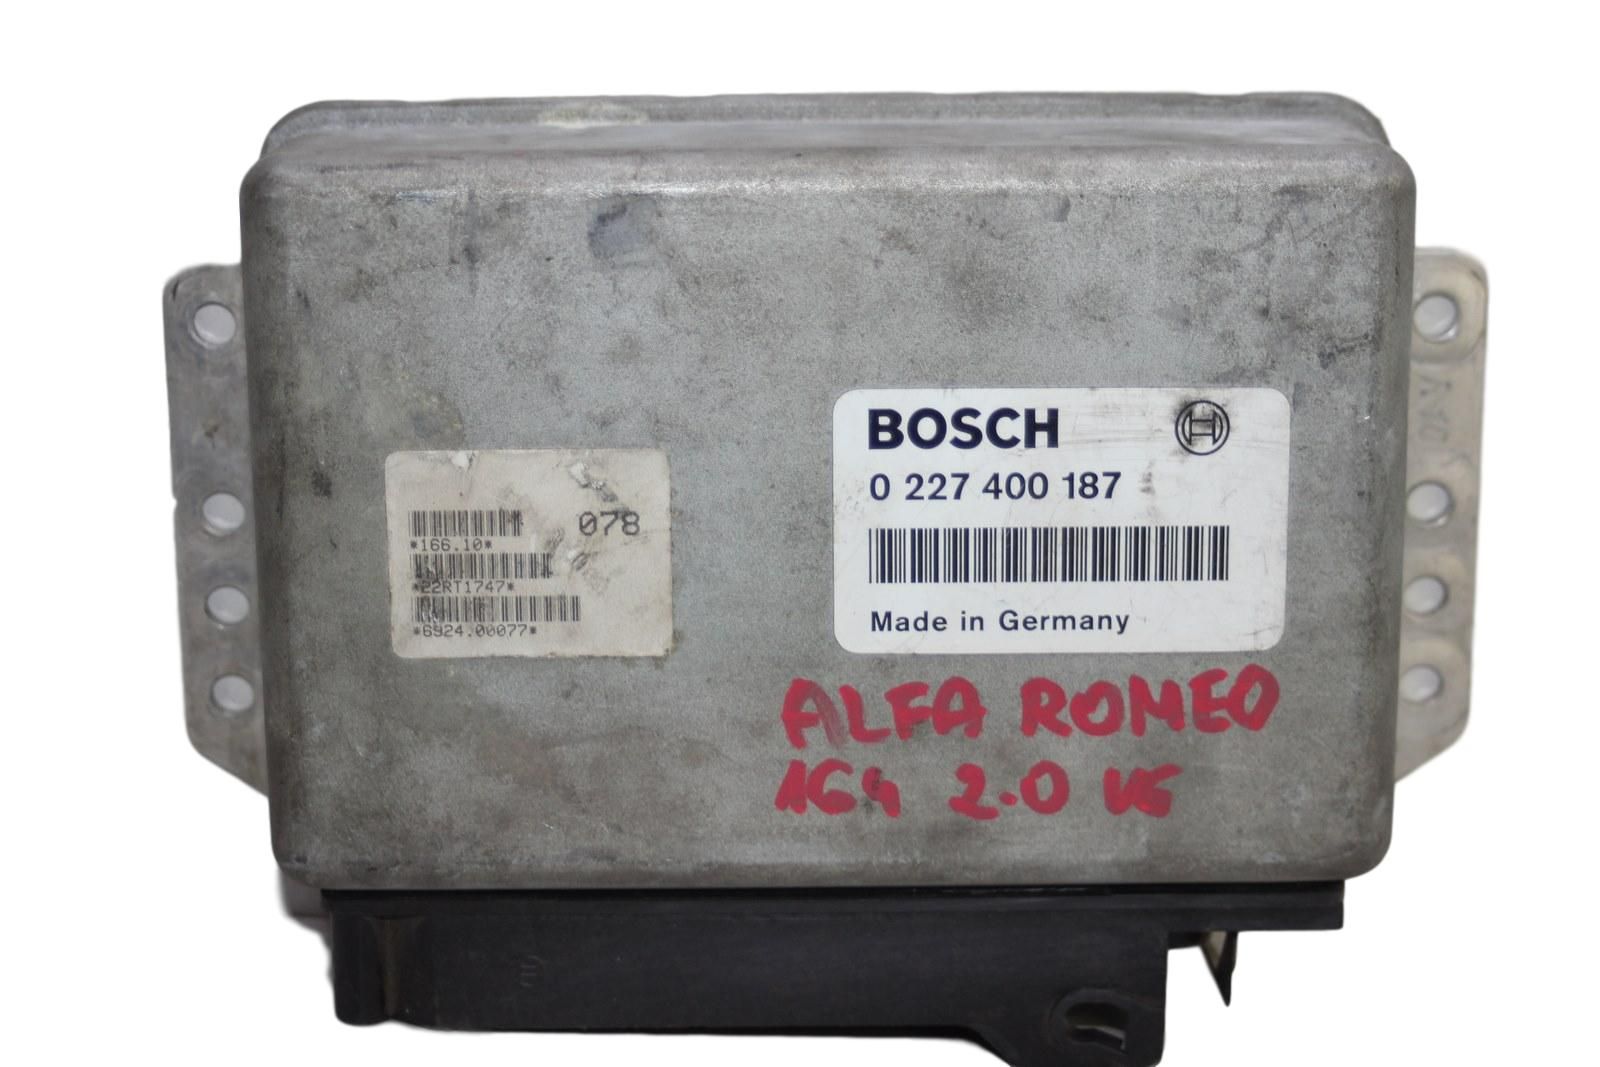 078
*166.10*
*22RT1747*
*6924.00077*
BOSCH
0 227 400 187
Made in Germany
ALFA ROMEO
164 2.0 V6